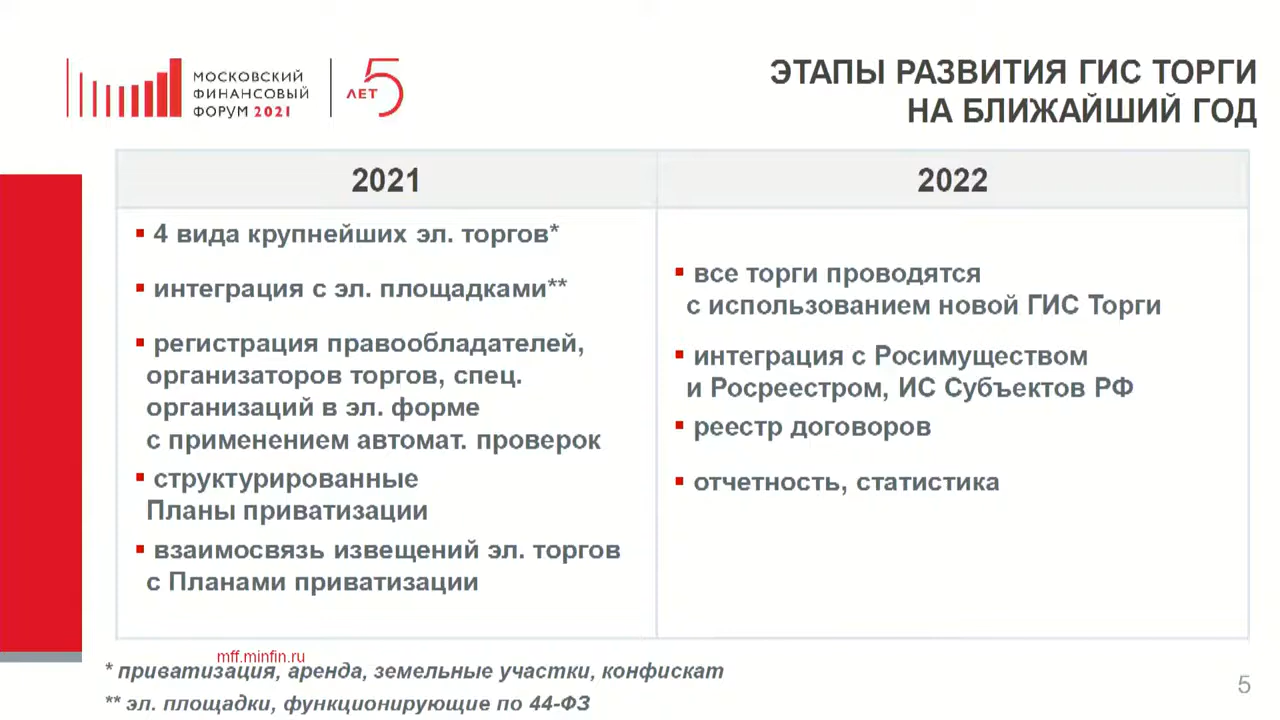 МОСКОВСКИЙ
ФИНАНСОВЫЙ
ФОРУМ 2021
ЛЕТ 5
ЭТАПЫ РАЗВИТИЯ ГИС ТОРГИ
НА БЛИЖАЙШИЙ ГОД
2021
4 вида крупнейших эл. торгов*
интеграция с эл. площадками**
регистрация правообладателей,
организаторов торгов, спец.
организаций в эл. форме
с применением автомат. проверок
структурированные
Планы приватизации
взаимосвязь извещений эл. торгов
с Планами приватизации
2022
все торги проводятся
с использованием новой ГИС Торги
интеграция с Росимуществом
и Росреестром, ИС Субъектов РФ
реестр договоров
отчетность, статистика
mff.minfin.ru
* приватизация, аренда, земельные участки, конфискат
** эл. площадки, функционирующие по 44-ФЗ
5